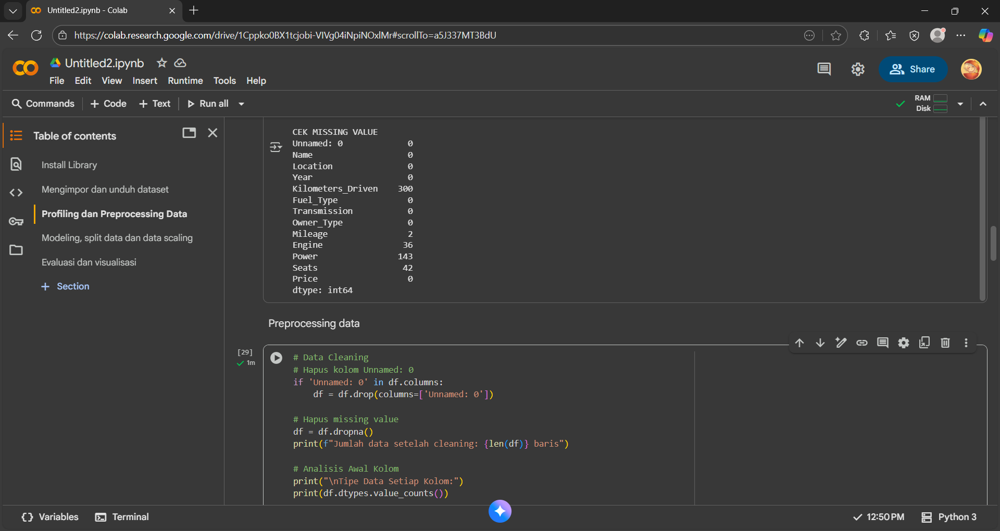 Untitled2.ipynb - Colab
https://colab.research.google.com/drive/1Cppko0BX1tcjobi-VIVg04iNpiNOxlMr#scrollTo=a5J337MT3BdU
Untitled2.ipynb
File Edit View Insert Runtime Tools Help
Share
Commands + Code + Text Run all
RAM
Disk
Table of contents
Install Library
Mengimpor dan unduh dataset
Profiling dan Preprocessing Data
Modeling, split data dan data scaling
Evaluasi dan visualisasi
+ Section
CEK MISSING VALUE
Unnamed: 0 0
Name 0
Location 0
Year 0
Kilometers_Driven 300
Fuel_Type 0
Transmission 0
Owner_Type 0
Mileage 2
Engine 36
Power 143
Seats 42
Price 0
dtype: int64
Preprocessing data
[29]
1m
# Data Cleaning
# Hapus kolom Unnamed: 0
if 'Unnamed: 0' in df.columns:
    df = df.drop(columns=['Unnamed: 0'])
# Hapus missing value
df = df.dropna()
print(f"Jumlah data setelah cleaning: {len(df)} baris")
# Analisis Awal Kolom
print("\nTipe Data Setiap Kolom:")
print(df.dtypes.value_counts())
Variables Terminal
12:50 PM Python 3